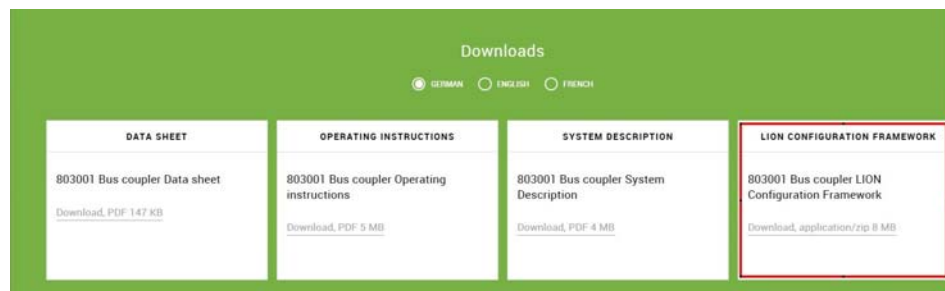 Downloads
GERMAN ENGLISH FRENCH
DATA SHEET
803001 Bus coupler Data sheet
Download, PDF 147 KB
OPERATING INSTRUCTIONS
803001 Bus coupler Operating
instructions
Download, PDF 5 MB
SYSTEM DESCRIPTION
803001 Bus coupler System
Description
Download, PDF 4 MB
LION CONFIGURATION FRAMEWORK
803001 Bus coupler LION
Configuration Framework
Download, application/zip 8 MB